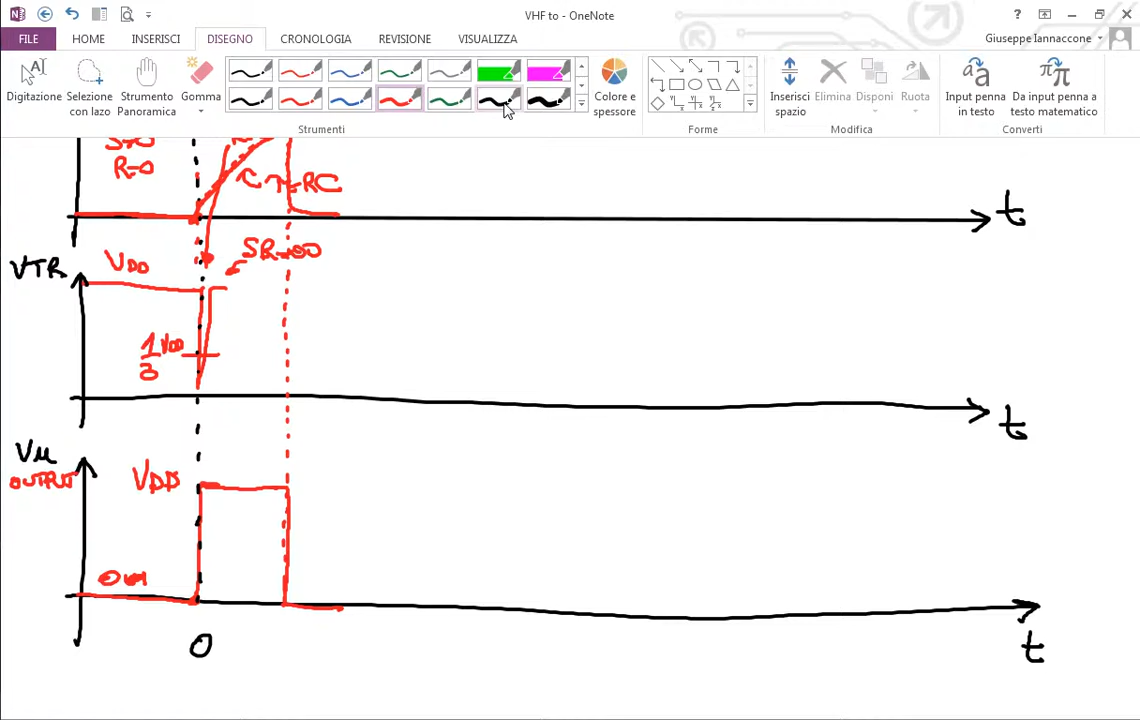 VHF to - OneNote
?
FILE HOME INSERISCI DISEGNO CRONOLOGIA REVISIONE VISUALIZZA
Giuseppe Iannaccone
Digitazione
Selezione con lazo
Strumento Panoramica
Gomma
Colore e spessore
Inserisci spazio
Elimina
Disponi
Ruota
Input penna in testo
Da input penna a testo matematico
Strumenti
Forme
Modifica
Converti
R=0
τ=RC
t
SR=00
VTR
VDD
1/3 VDD
t
Vu
OUTPUT
VDD
0
t